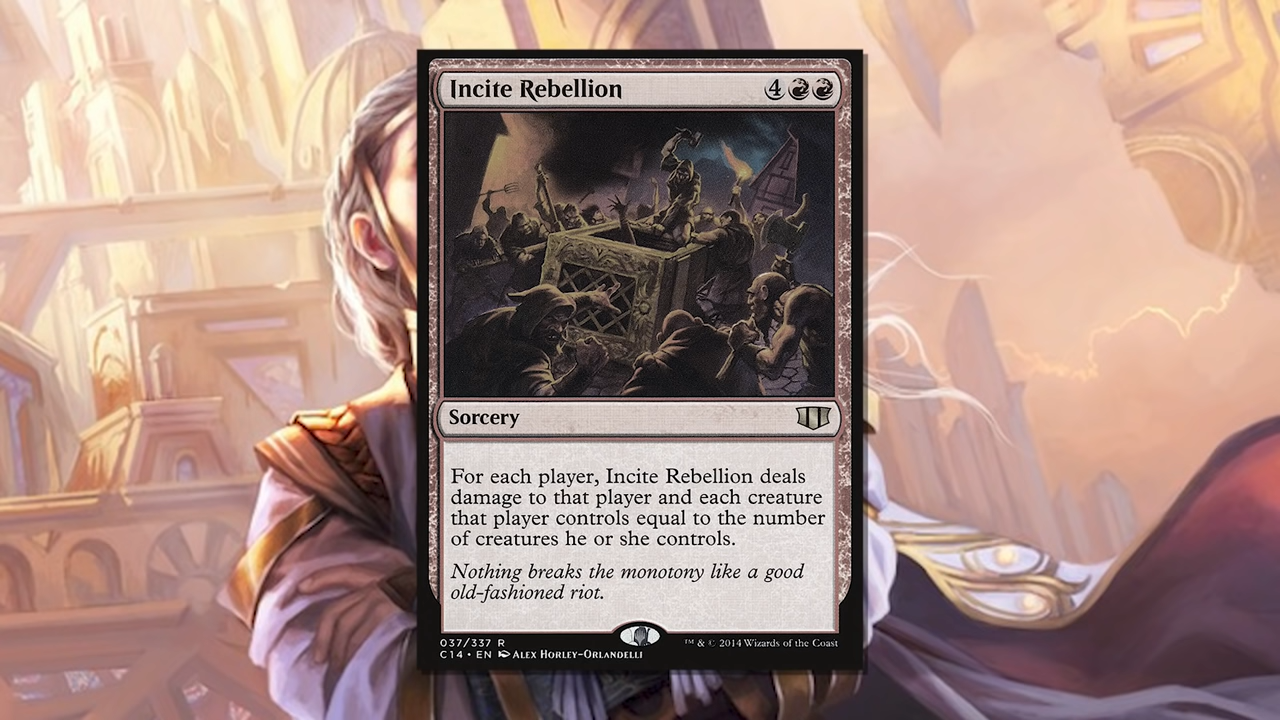 Incite Rebellion 4
Sorcery
For each player, Incite Rebellion deals
damage to that player and each creature
that player controls equal to the number
of creatures he or she controls.
Nothing breaks the monotony like a good
old-fashioned riot.
037/337 R ™ & © 2014 Wizards of the Coast
C14 • EN Alex Horley-Orlandelli